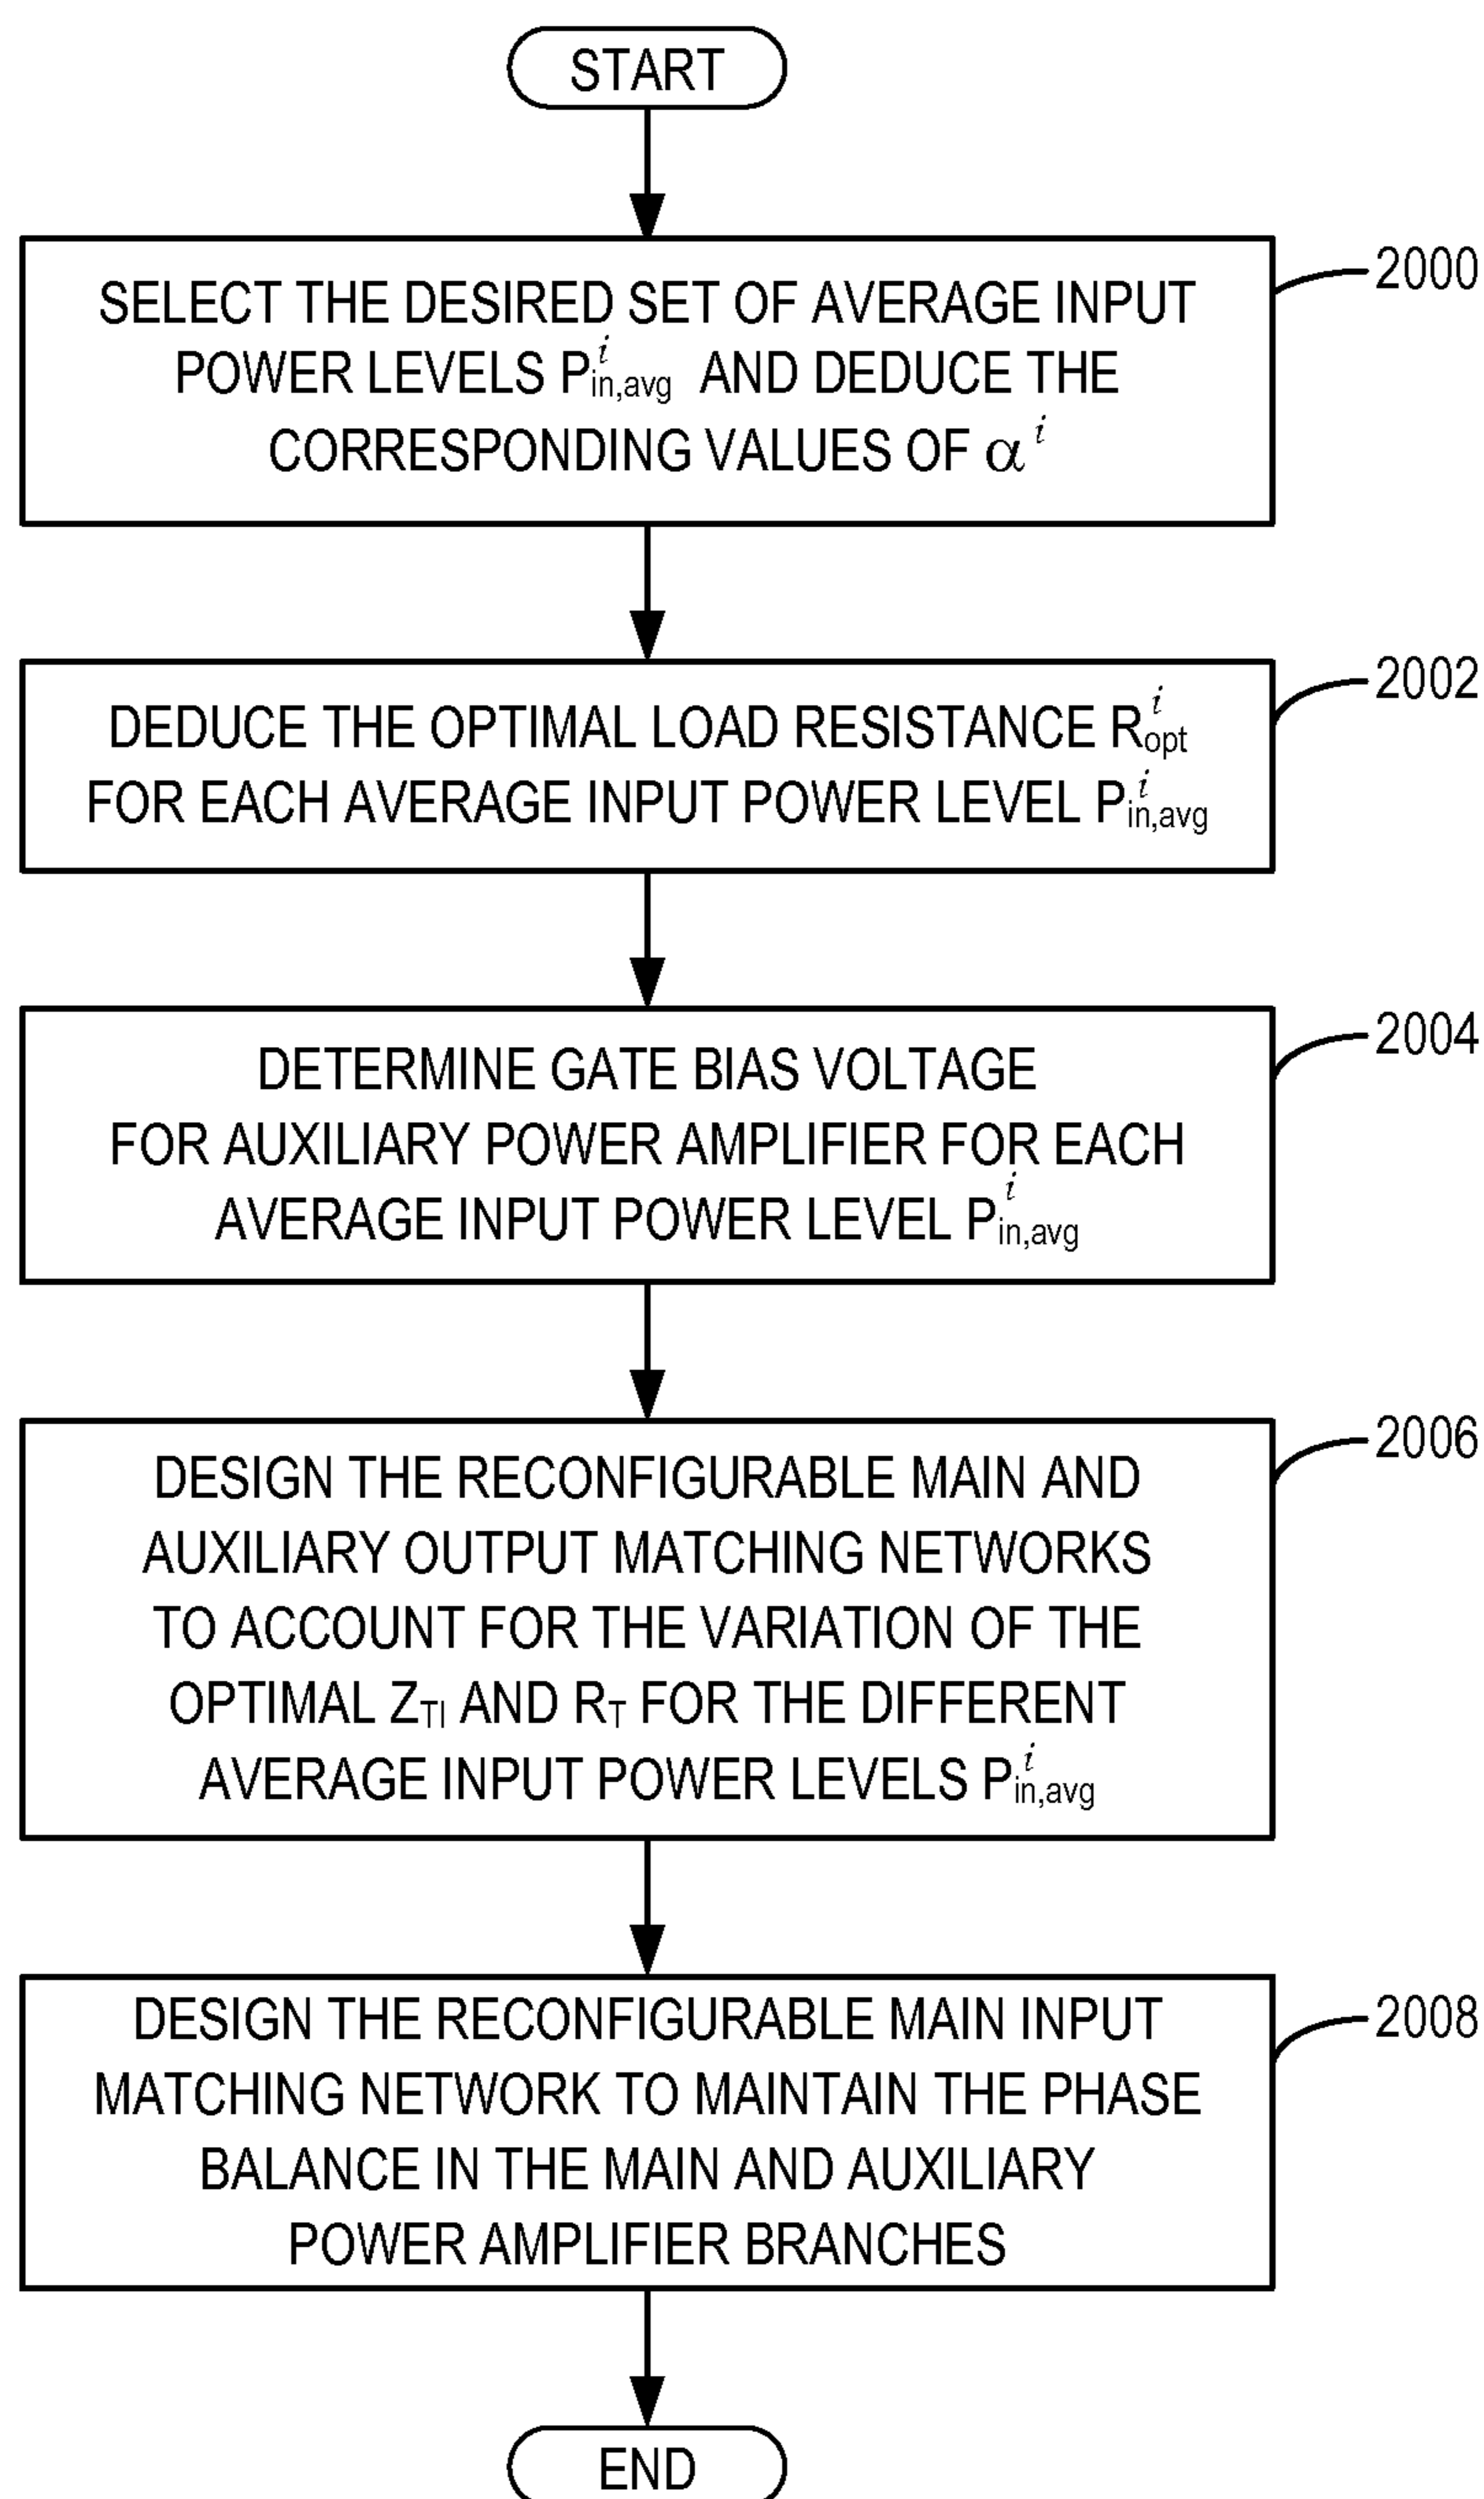 START
2000
SELECT THE DESIRED SET OF AVERAGE INPUT
POWER LEVELS P^i_in,avg AND DEDUCE THE
CORRESPONDING VALUES OF α^i
2002
DEDUCE THE OPTIMAL LOAD RESISTANCE R^i_opt
FOR EACH AVERAGE INPUT POWER LEVEL P^i_in,avg
2004
DETERMINE GATE BIAS VOLTAGE
FOR AUXILIARY POWER AMPLIFIER FOR EACH
AVERAGE INPUT POWER LEVEL P^i_in,avg
2006
DESIGN THE RECONFIGURABLE MAIN AND
AUXILIARY OUTPUT MATCHING NETWORKS
TO ACCOUNT FOR THE VARIATION OF THE
OPTIMAL Z_TI AND R_T FOR THE DIFFERENT
AVERAGE INPUT POWER LEVELS P^i_in,avg
2008
DESIGN THE RECONFIGURABLE MAIN INPUT
MATCHING NETWORK TO MAINTAIN THE PHASE
BALANCE IN THE MAIN AND AUXILIARY
POWER AMPLIFIER BRANCHES
END